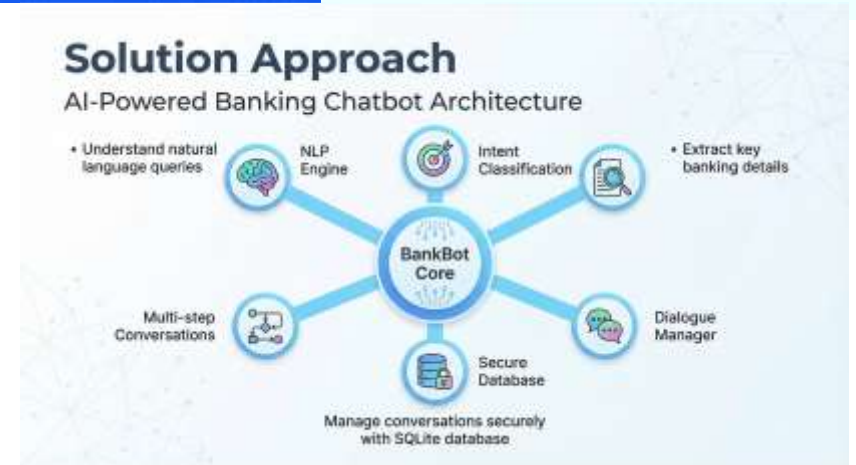 Solution Approach
AI-Powered Banking Chatbot Architecture
• Understand natural
language queries
NLP
Engine
Intent
Classification
• Extract key
banking details
BankBot
Core
Multi-step
Conversations
Dialogue
Manager
Secure
Database
Manage conversations securely
with SQLite database